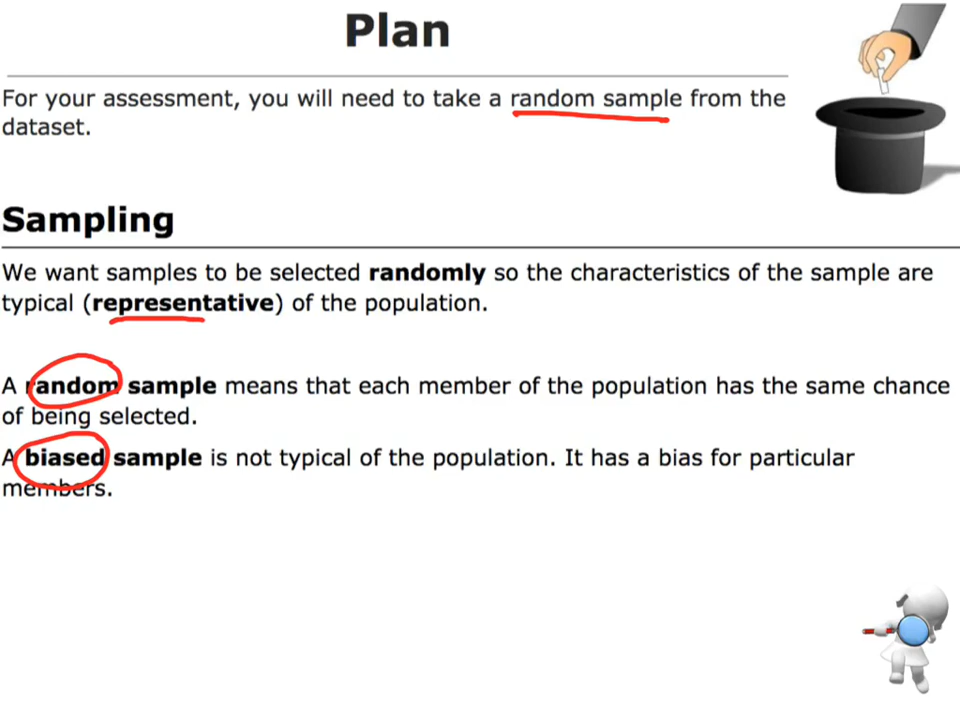 Plan
For your assessment, you will need to take a random sample from the
dataset.
Sampling
We want samples to be selected randomly so the characteristics of the sample are
typical (representative) of the population.
A random sample means that each member of the population has the same chance
of being selected.
A biased sample is not typical of the population. It has a bias for particular
members.